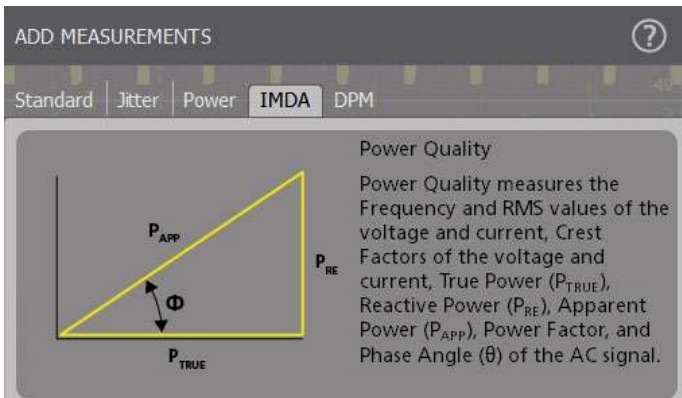 ADD MEASUREMENTS
?
Standard Jitter Power IMDA DPM
-40
Power Quality
Power Quality measures the
Frequency and RMS values of the
voltage and current, Crest
Factors of the voltage and
current, True Power (PTRUE),
Reactive Power (PRE), Apparent
Power (PAPP), Power Factor, and
Phase Angle (θ) of the AC signal.
PAPP
PRE
Φ
PTRUE